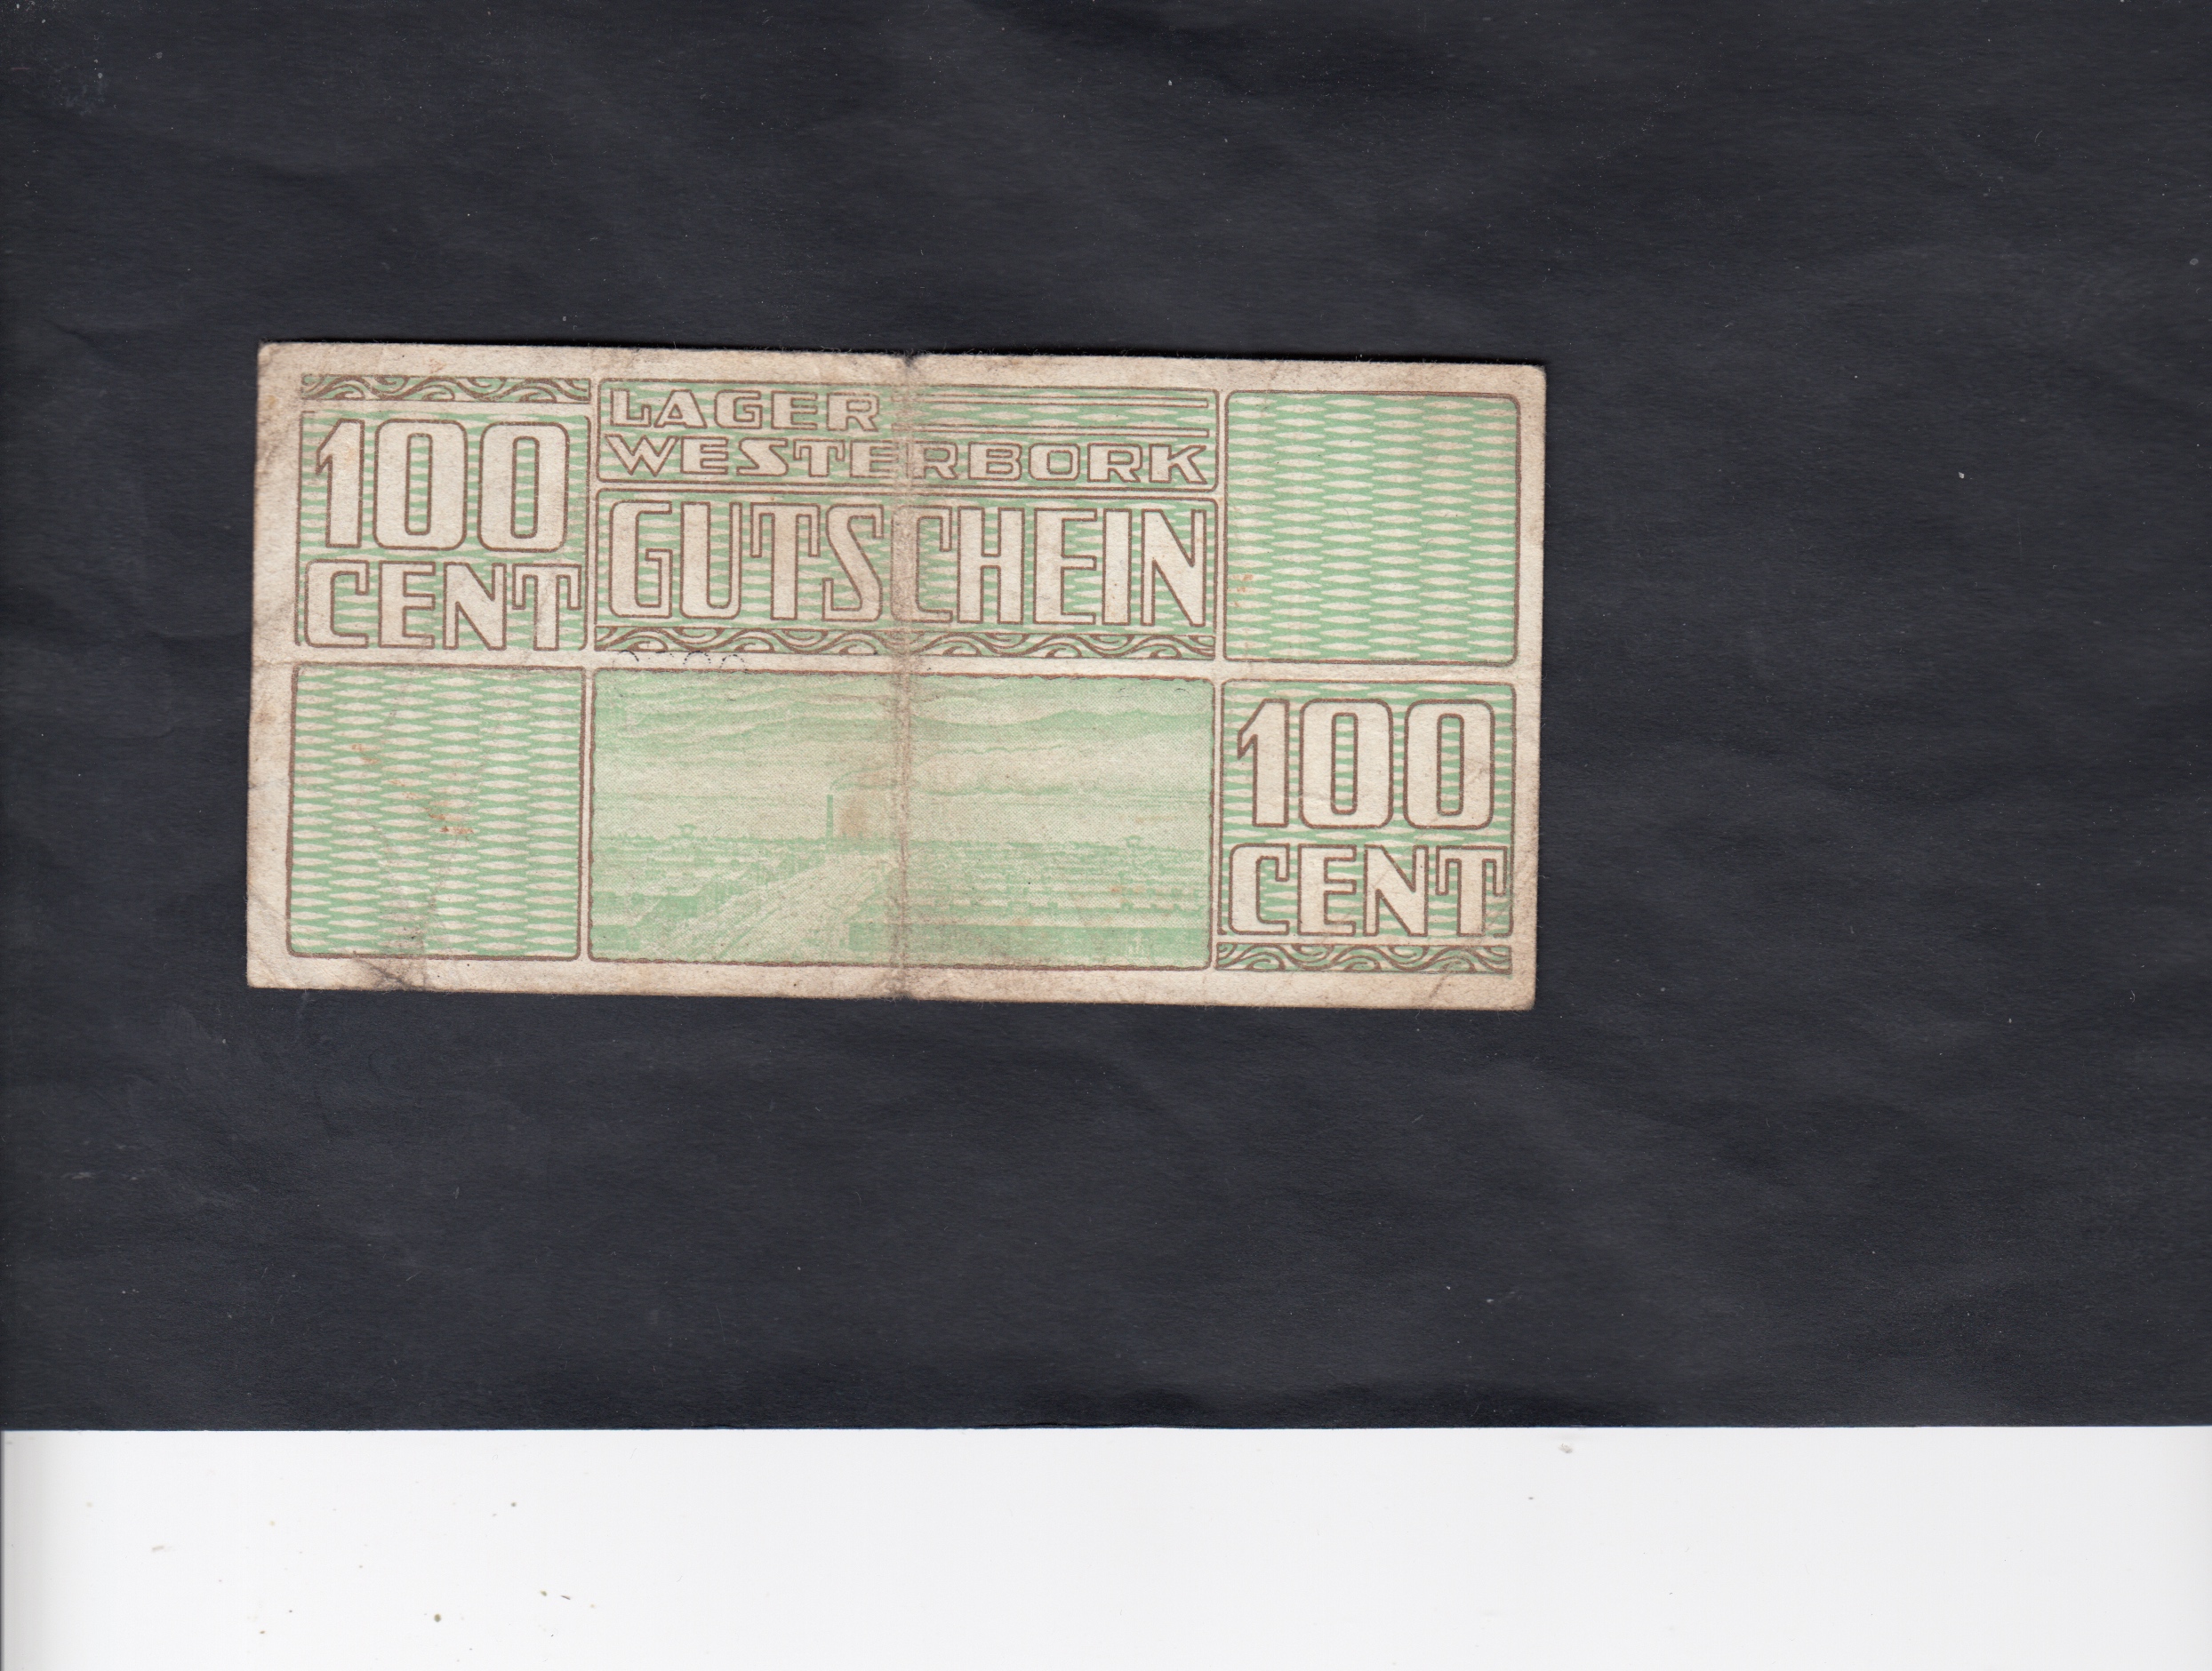 100
CENT
LAGER
WESTERBORK
GUTSCHEIN
100
CENT